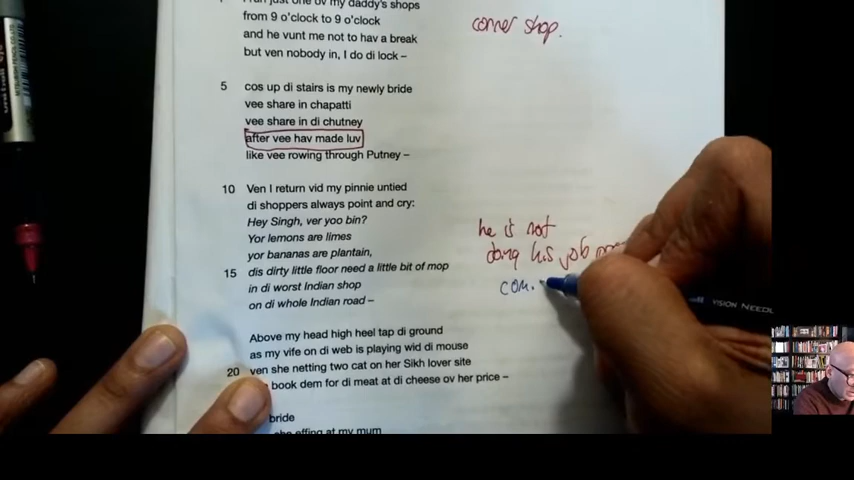 I run just one ov my daddy's shops
from 9 o'clock to 9 o'clock
and he vunt me not to hav a break
but ven nobody in, I do di lock –
corner shop.
5 cos up di stairs is my newly bride
vee share in chapatti
vee share in di chutney
after vee hav made luv
like vee rowing through Putney –
10 Ven I return vid my pinnie untied
di shoppers always point and cry:
Hey Singh, ver yoo bin?
Yor lemons are limes
yor bananas are plantain,
15 dis dirty little floor need a little bit of mop
in di worst Indian shop
on di whole Indian road –
he is not
doing his job
com.
Above my head high heel tap di ground
as my vife on di web is playing wid di mouse
20 ven she netting two cat on her Sikh lover site
book dem for di meat at di cheese ov her price –
bride
she effing at my mum
VISION NEEDL